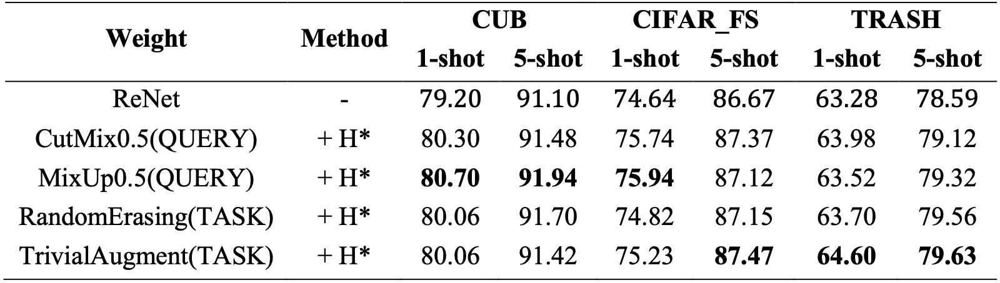 Weight Method CUB CIFAR_FS TRASH
1-shot 5-shot 1-shot 5-shot 1-shot 5-shot
ReNet - 79.20 91.10 74.64 86.67 63.28 78.59
CutMix0.5(QUERY) + H* 80.30 91.48 75.74 87.37 63.98 79.12
MixUp0.5(QUERY) + H* 80.70 91.94 75.94 87.12 63.52 79.32
RandomErasing(TASK) + H* 80.06 91.70 74.82 87.15 63.70 79.56
TrivialAugment(TASK) + H* 80.06 91.42 75.23 87.47 64.60 79.63